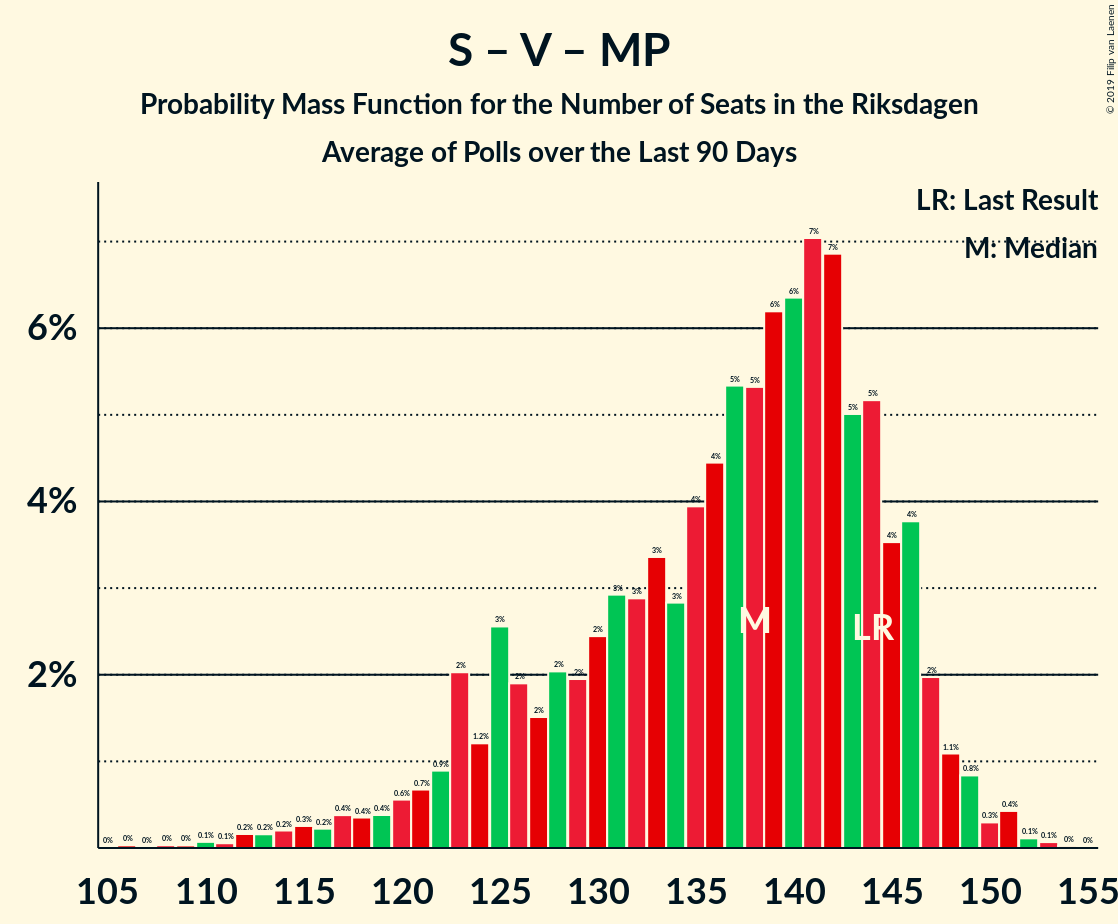 S – V – MP
Probability Mass Function for the Number of Seats in the Riksdagen
Average of Polls over the Last 90 Days
© 2019 Filip van Laenen
LR: Last Result
M: Median
6%
4%
2%
0% 0% 0% 0% 0% 0.1% 0.1% 0.2% 0.2% 0.2% 0.3% 0.2% 0.4% 0.4% 0.4% 0.6% 0.7% 0.9% 2% 1.2% 3% 2% 2% 2% 2% 2% 3% 3% 3% 3% 4% 4% 5% 5% 6% 6% 7% 7% 5% 5% 4% 4% 2% 1.1% 0.8% 0.3% 0.4% 0.1% 0.1% 0% 0%
M
LR
105 110 115 120 125 130 135 140 145 150 155